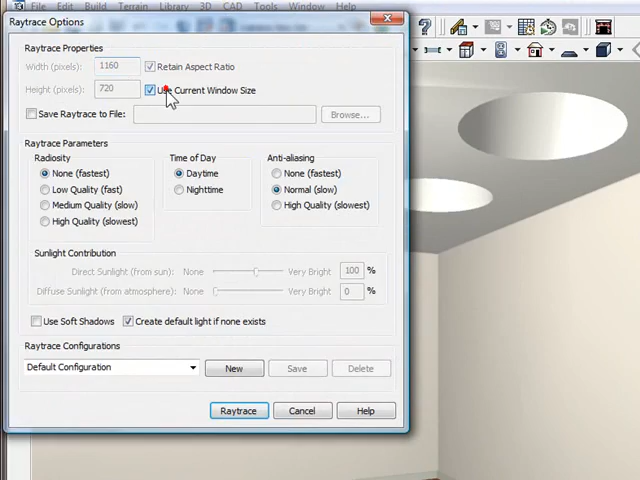 File Edit Build Terrain Library 3D CAD Tools Window Help
Raytrace Options
Raytrace Properties
Width (pixels): 1160 Retain Aspect Ratio
Height (pixels): 720 Use Current Window Size
Save Raytrace to File: Browse...
Raytrace Parameters
Radiosity Time of Day Anti-aliasing
None (fastest) Daytime None (fastest)
Low Quality (fast) Nighttime Normal (slow)
Medium Quality (slow) High Quality (slowest)
High Quality (slowest)
Sunlight Contribution
Direct Sunlight (from sun): None Very Bright 100 %
Diffuse Sunlight (from atmosphere): None Very Bright 0 %
Use Soft Shadows Create default light if none exists
Raytrace Configurations
Default Configuration New Save Delete
Raytrace Cancel Help